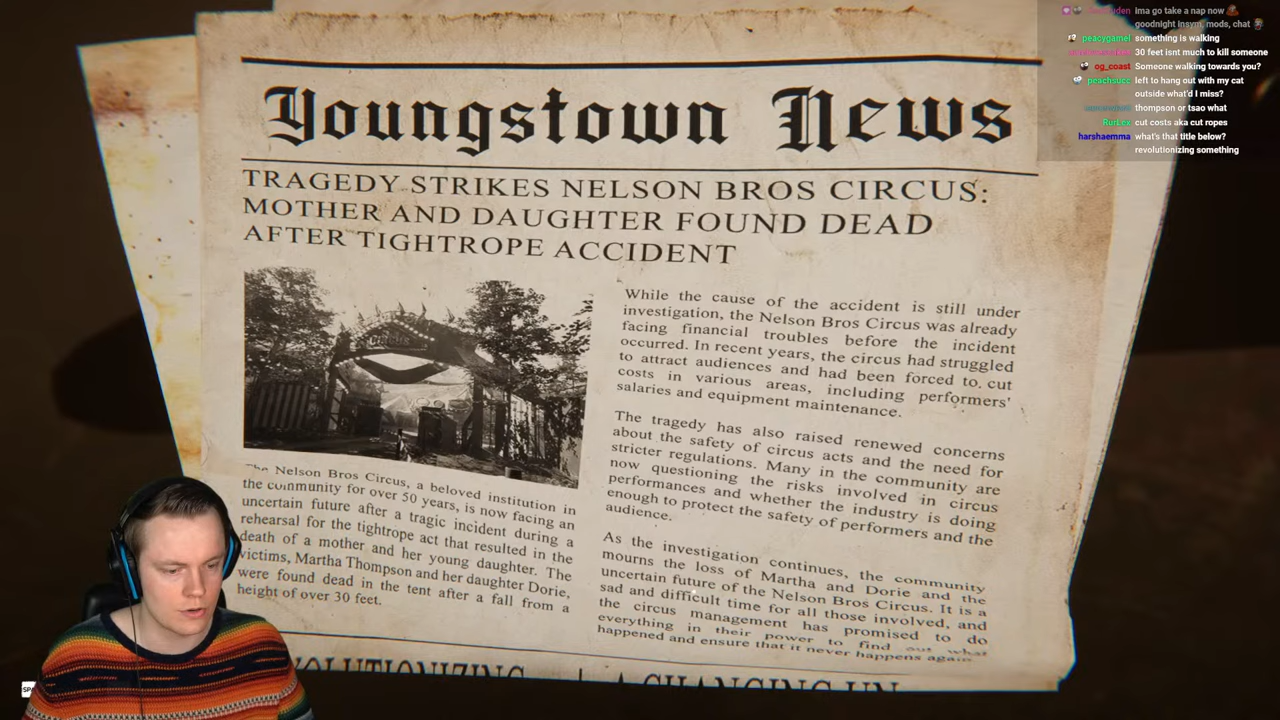 ima go take a nap now
goodnight insym, mods, chat
peacygamel something is walking
30 feet isnt much to kill someone
og_coast Someone walking towards you?
peachsucc left to hang out with my cat
outside what'd I miss?
thompson or tsao what
cut costs aka cut ropes
harshaemma what's that title below?
revolutionizing something
Youngstown News
TRAGEDY STRIKES NELSON BROS CIRCUS:
MOTHER AND DAUGHTER FOUND DEAD
AFTER TIGHTROPE ACCIDENT
The Nelson Bros Circus, a beloved institution in
the community for over 50 years, is now facing an
uncertain future after a tragic incident during a
rehearsal for the tightrope act that resulted in the
death of a mother and her young daughter. The
victims, Martha Thompson and her daughter Dorie,
were found dead in the tent after a fall from a
height of over 30 feet.
While the cause of the accident is still under
investigation, the Nelson Bros Circus was already
facing financial troubles before the incident
occurred. In recent years, the circus had struggled
to attract audiences and had been forced to cut
costs in various areas, including performers'
salaries and equipment maintenance.
The tragedy has also raised renewed concerns
about the safety of circus acts and the need for
stricter regulations. Many in the community are
now questioning the risks involved in circus
performances and whether the industry is doing
enough to protect the safety of performers and the
audience.
As the investigation continues, the community
mourns the loss of Martha and Dorie and the
uncertain future of the Nelson Bros Circus. It is a
sad and difficult time for all those involved, and
the circus management has promised to do
everything in their power to find out what
happened and ensure that it never happens again.
A CHANGING